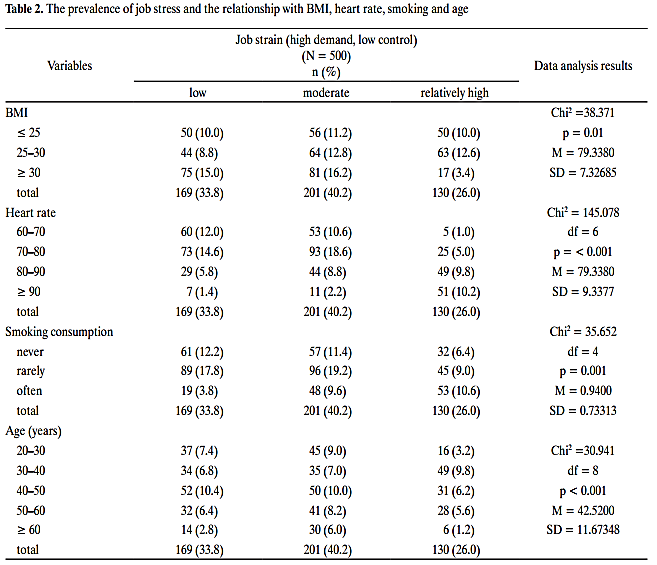 Table 2. The prevalence of job stress and the relationship with BMI, heart rate, smoking and age
Variables Job strain (high demand, low control) Data analysis results
(N = 500)
n (%)
low moderate relatively high
BMI Chi² =38.371
≤ 25 50 (10.0) 56 (11.2) 50 (10.0) p = 0.01
25–30 44 (8.8) 64 (12.8) 63 (12.6) M = 79.3380
≥ 30 75 (15.0) 81 (16.2) 17 (3.4) SD = 7.32685
total 169 (33.8) 201 (40.2) 130 (26.0)
Heart rate Chi² = 145.078
60–70 60 (12.0) 53 (10.6) 5 (1.0) df = 6
70–80 73 (14.6) 93 (18.6) 25 (5.0) p = < 0.001
80–90 29 (5.8) 44 (8.8) 49 (9.8) M = 79.3380
≥ 90 7 (1.4) 11 (2.2) 51 (10.2) SD = 9.3377
total 169 (33.8) 201 (40.2) 130 (26.0)
Smoking consumption Chi² = 35.652
never 61 (12.2) 57 (11.4) 32 (6.4) df = 4
rarely 89 (17.8) 96 (19.2) 45 (9.0) p = 0.001
often 19 (3.8) 48 (9.6) 53 (10.6) M = 0.9400
total 169 (33.8) 201 (40.2) 130 (26.0) SD = 0.73313
Age (years)
20–30 37 (7.4) 45 (9.0) 16 (3.2) Chi² =30.941
30–40 34 (6.8) 35 (7.0) 49 (9.8) df = 8
40–50 52 (10.4) 50 (10.0) 31 (6.2) p < 0.001
50–60 32 (6.4) 41 (8.2) 28 (5.6) M = 42.5200
≥ 60 14 (2.8) 30 (6.0) 6 (1.2) SD = 11.67348
total 169 (33.8) 201 (40.2) 130 (26.0)